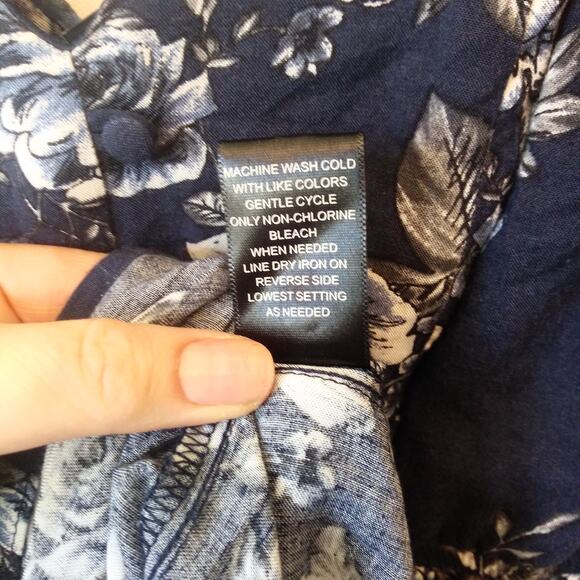 MACHINE WASH COLD
WITH LIKE COLORS
GENTLE CYCLE
ONLY NON-CHLORINE
BLEACH
WHEN NEEDED
LINE DRY IRON ON
REVERSE SIDE
LOWEST SETTING
AS NEEDED